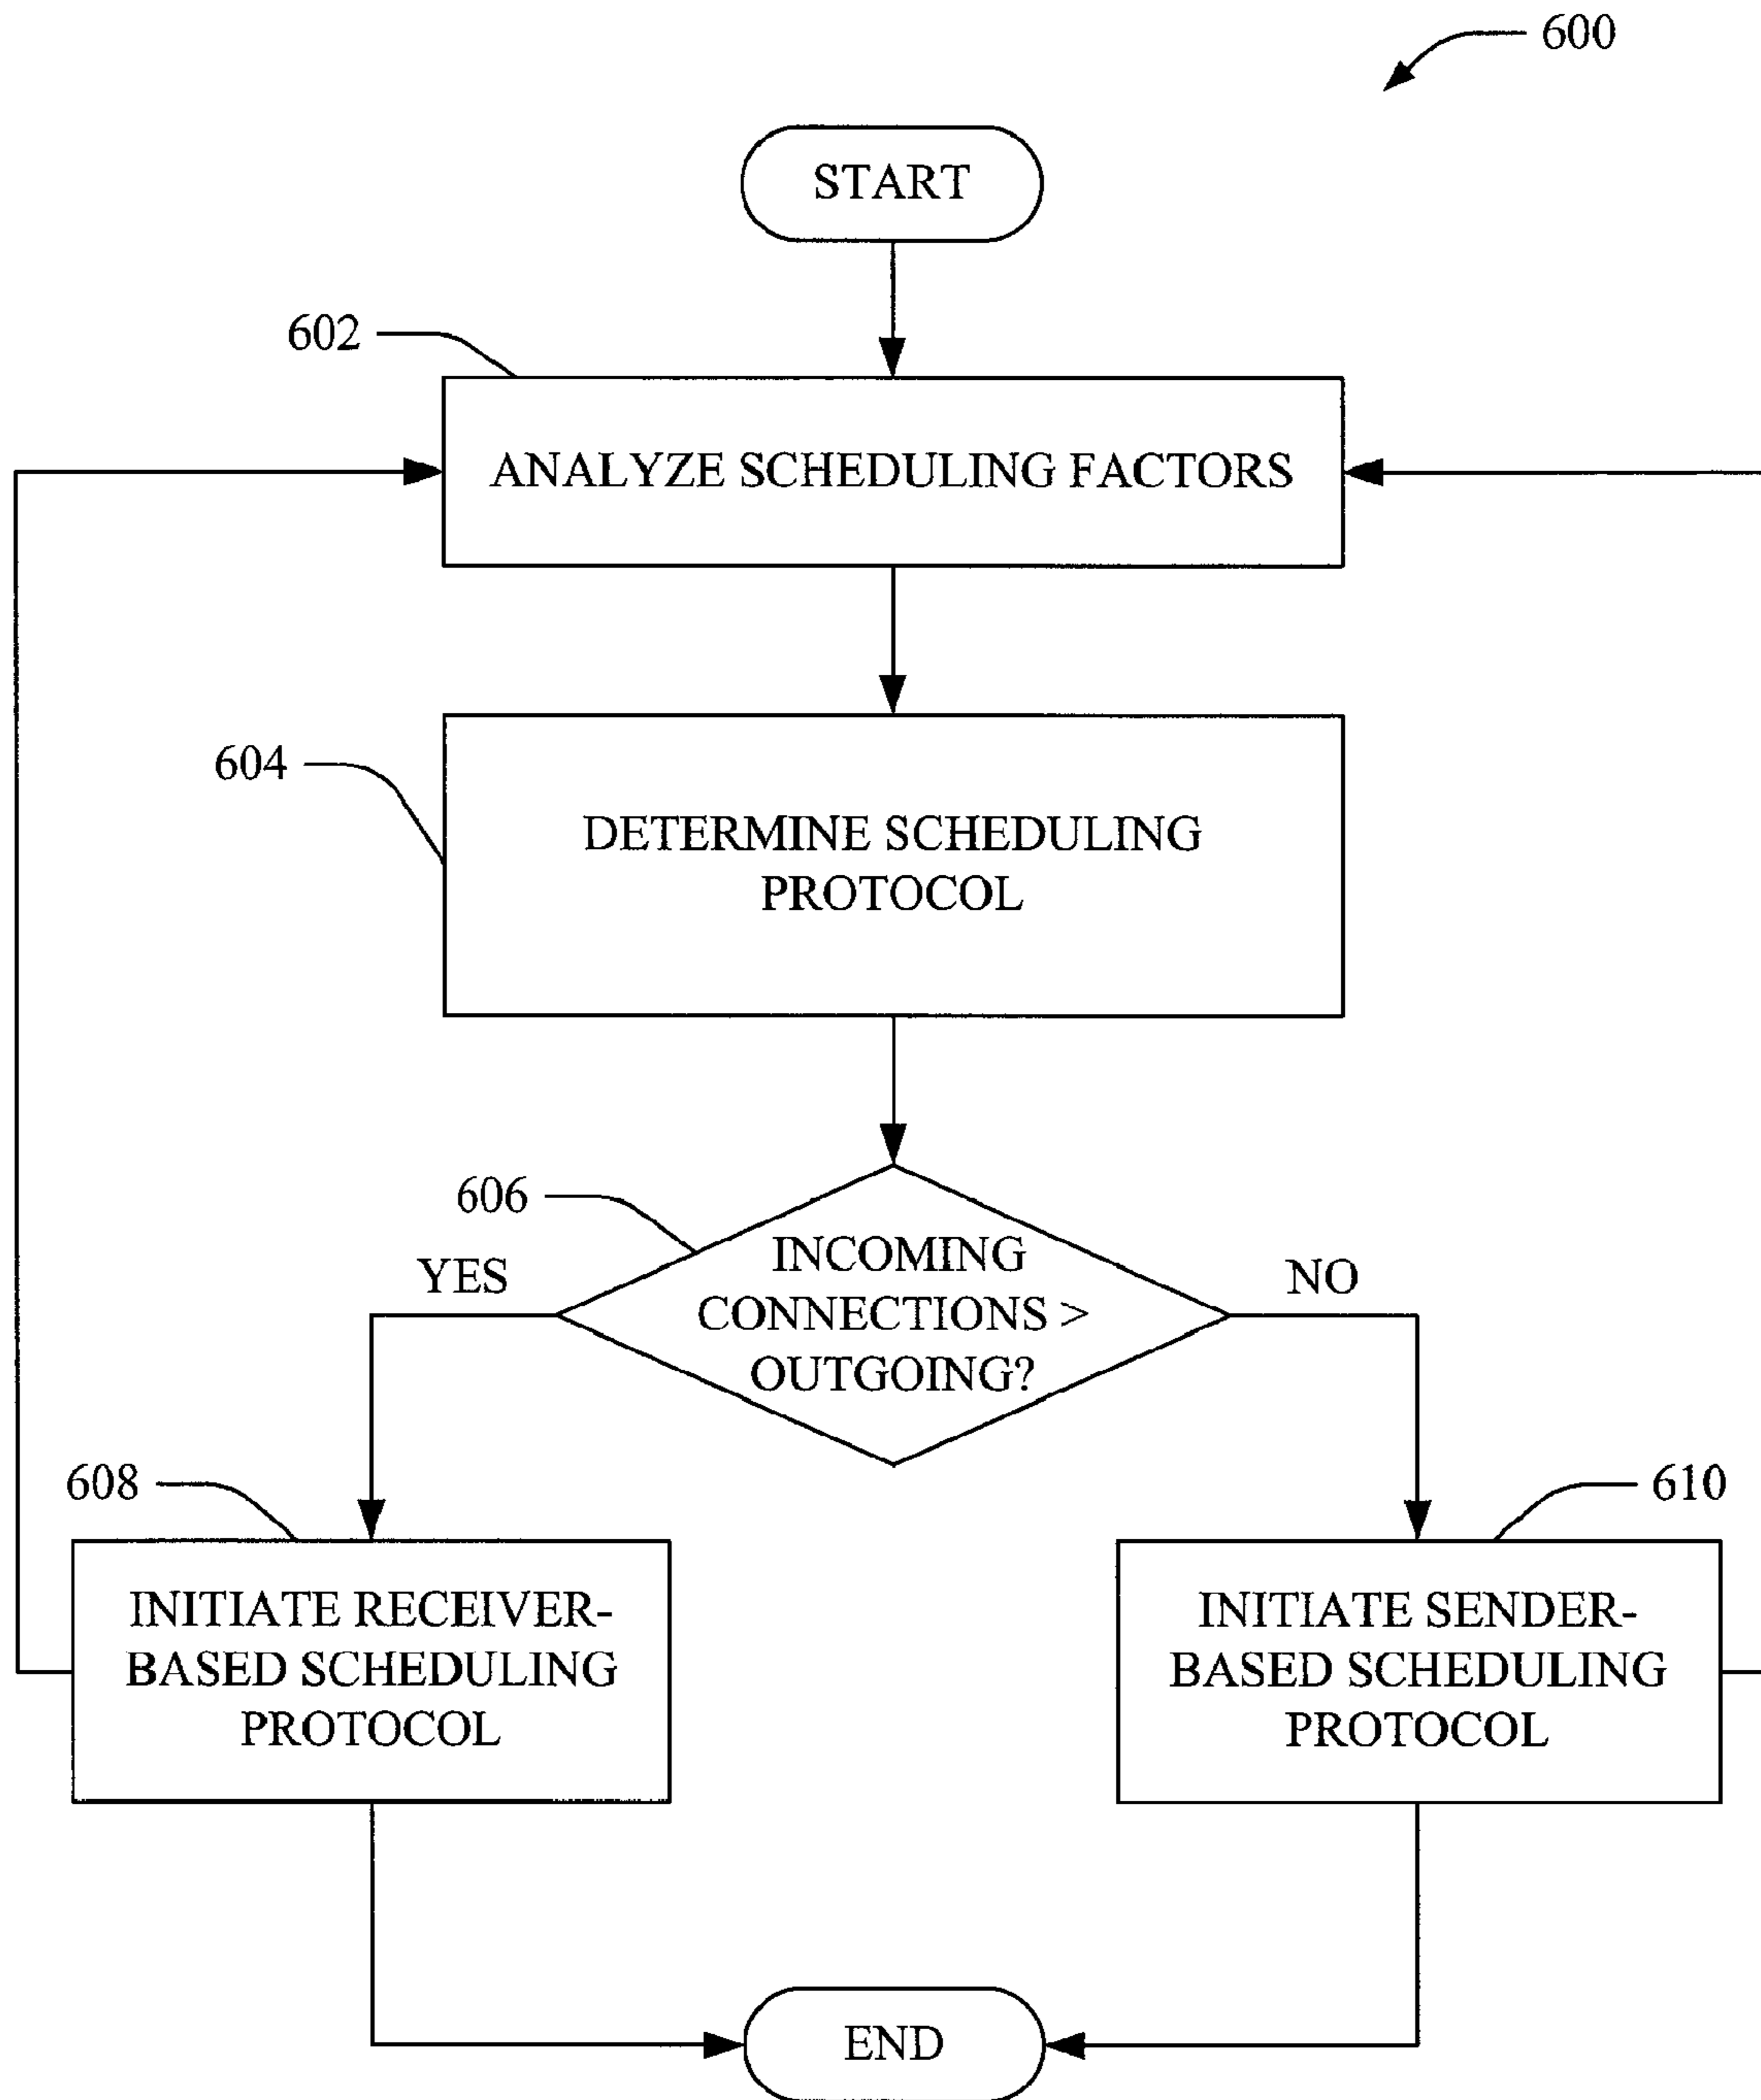 600
START
602
ANALYZE SCHEDULING FACTORS
604
DETERMINE SCHEDULING
PROTOCOL
606
INCOMING
CONNECTIONS >
OUTGOING?
YES
NO
608
610
INITIATE RECEIVER-
BASED SCHEDULING
PROTOCOL
INITIATE SENDER-
BASED SCHEDULING
PROTOCOL
END